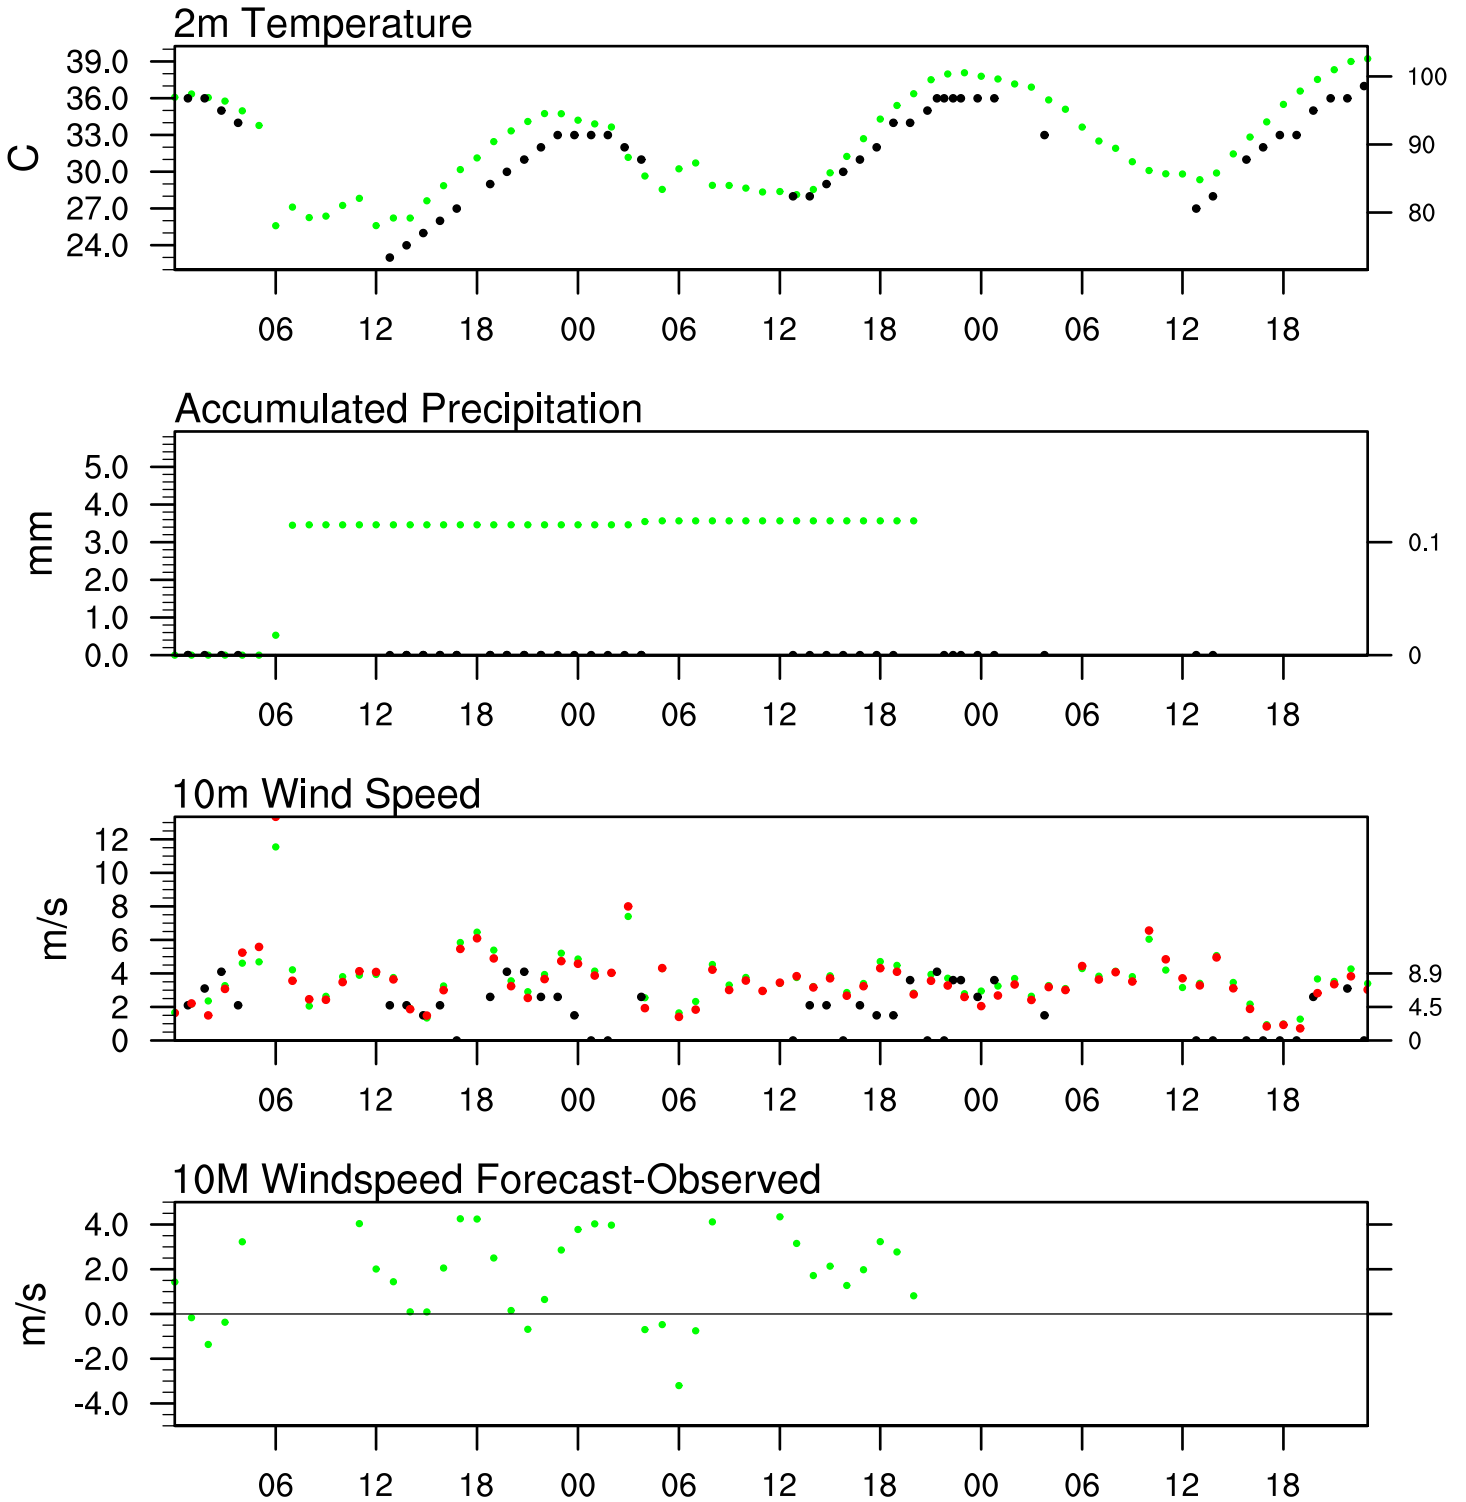 2m Temperature
39.0
36.0
33.0
30.0
27.0
24.0
C
100
90
80
06 12 18 00 06 12 18 00 06 12 18
Accumulated Precipitation
5.0
4.0
3.0
2.0
1.0
0.0
mm
0.1
0
06 12 18 00 06 12 18 00 06 12 18
10m Wind Speed
12
10
8
6
4
2
0
m/s
8.9
4.5
0
06 12 18 00 06 12 18 00 06 12 18
10M Windspeed Forecast-Observed
4.0
2.0
0.0
-2.0
-4.0
m/s
06 12 18 00 06 12 18 00 06 12 18